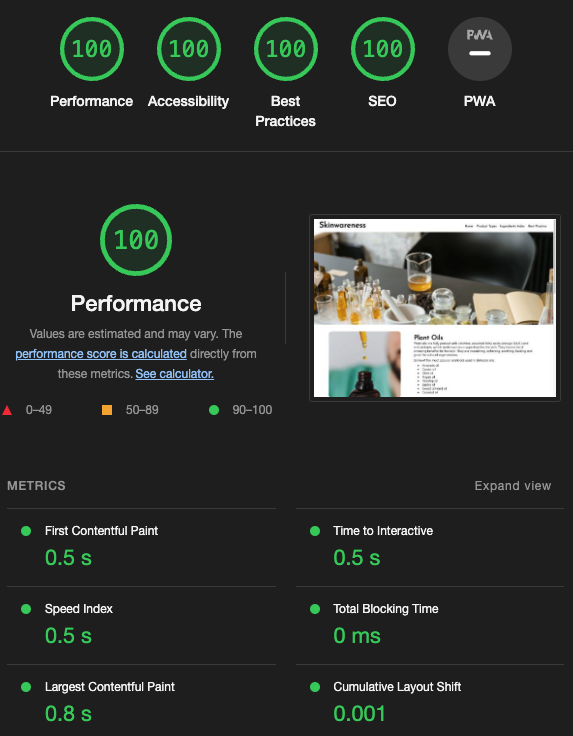 100
100
100
100
PWA
Performance
Accessibility
Best
Practices
SEO
PWA
100
Performance
Values are estimated and may vary. The
performance score is calculated directly from
these metrics. See calculator.
0–49
50–89
90–100
Skinwareness
Home
Product Types
Ingredients Index
Best Practice
Plant Oils
METRICS
Expand view
First Contentful Paint
0.5 s
Time to Interactive
0.5 s
Speed Index
0.5 s
Total Blocking Time
0 ms
Largest Contentful Paint
0.8 s
Cumulative Layout Shift
0.001